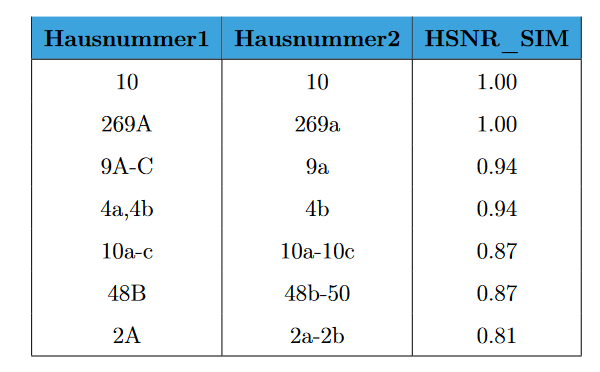 Hausnummer1 Hausnummer2 HSNR_SIM
10 10 1.00
269A 269a 1.00
9A-C 9a 0.94
4a,4b 4b 0.94
10a-c 10a-10c 0.87
48B 48b-50 0.87
2A 2a-2b 0.81